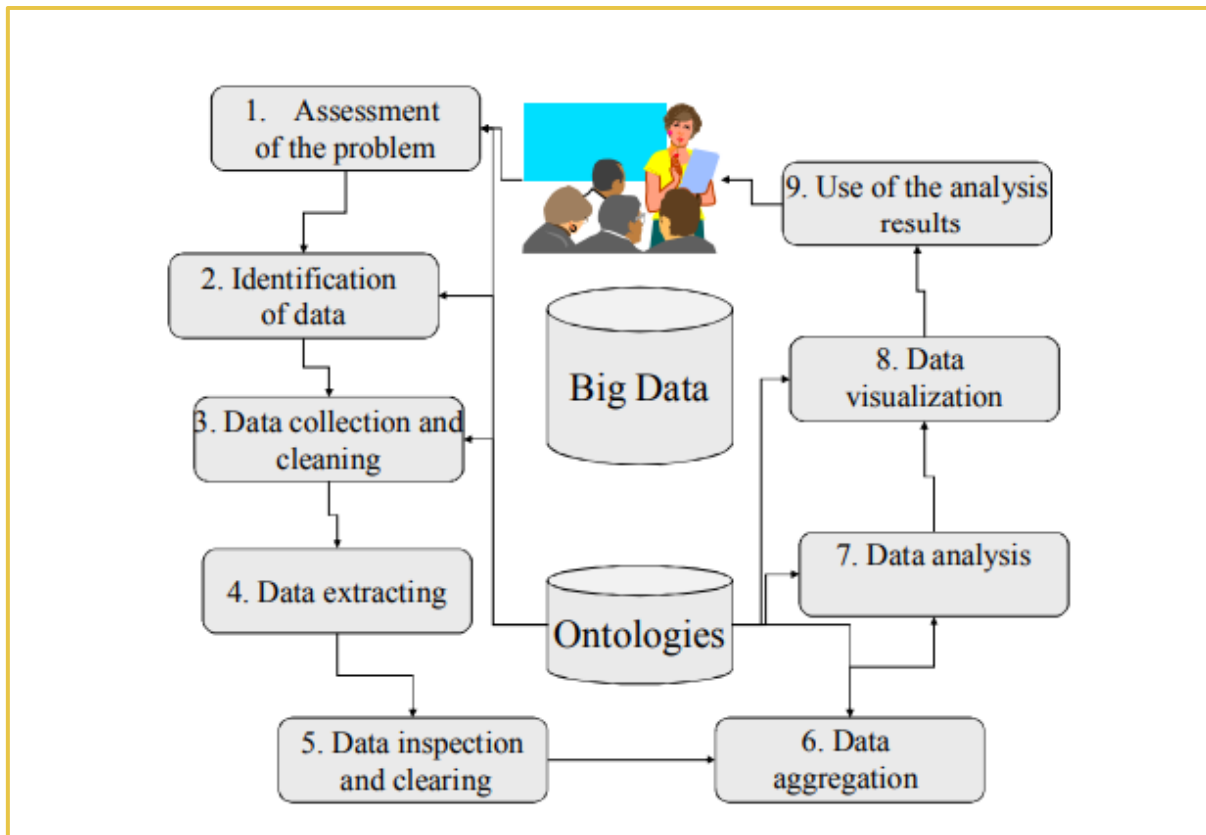 1. Assessment
of the problem
2. Identification
of data
3. Data collection and
cleaning
4. Data extracting
5. Data inspection
and clearing
6. Data
aggregation
7. Data analysis
8. Data
visualization
9. Use of the analysis
results
Big Data
Ontologies